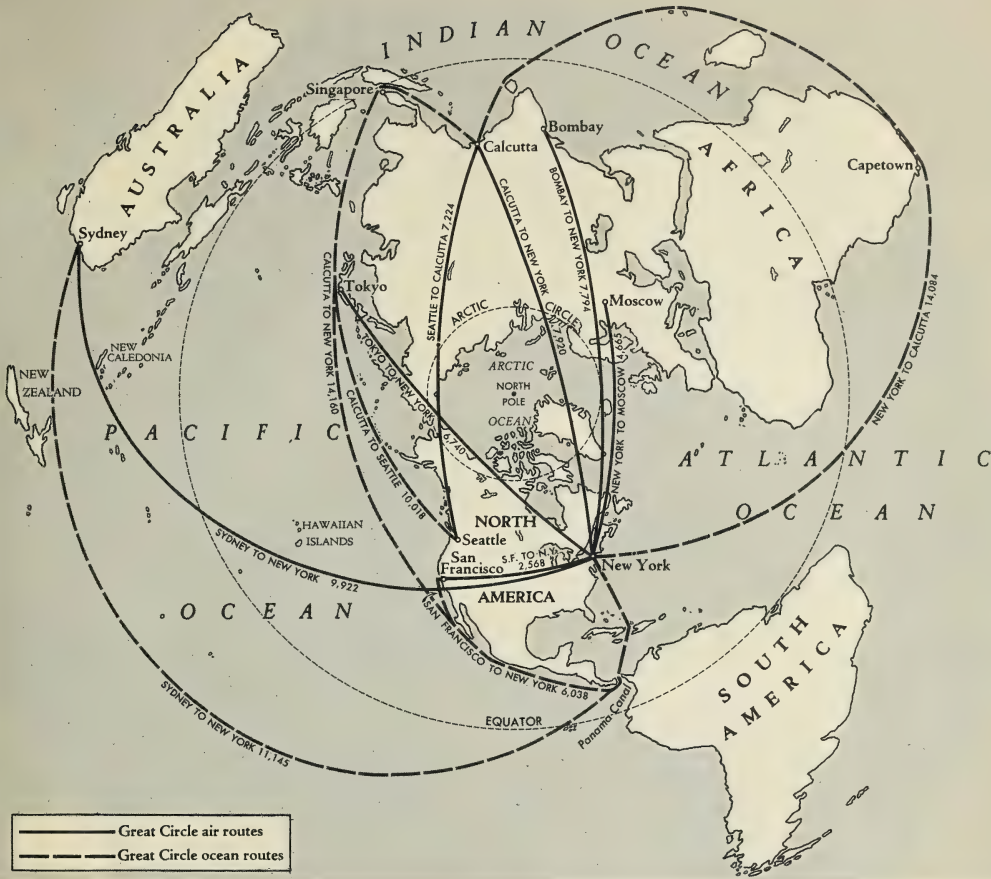 INDIAN OCEAN
AUSTRALIA
Singapore
Bombay
Calcutta
AFRICA
Capetown
Sydney
SEATTLE TO CALCUTTA 7,224
CALCUTTA TO NEW YORK 7,920
BOMBAY TO NEW YORK 7,794
Tokyo
Moscow
ARCTIC CIRCLE
CALCUTTA TO NEW YORK 14,160
TOKYO TO NEW YORK 6,740
NEW YORK TO MOSCOW 4,665
NEW YORK TO CALCUTTA 14,084
NEW
CALEDONIA
ARCTIC
NORTH
POLE
OCEAN
NEW
ZEALAND
CALCUTTA TO SEATTLE 10,018
PACIFIC
ATLANTIC
OCEAN
HAWAIIAN
ISLANDS
NORTH
Seattle
San
Francisco
S.F. TO N.Y.
2,568
New York
SYDNEY TO NEW YORK 9,922
AMERICA
OCEAN
SAN FRANCISCO TO NEW YORK 6,038
SOUTH
AMERICA
SYDNEY TO NEW YORK 11,145
EQUATOR
Panama Canal
Great Circle air routes
Great Circle ocean routes